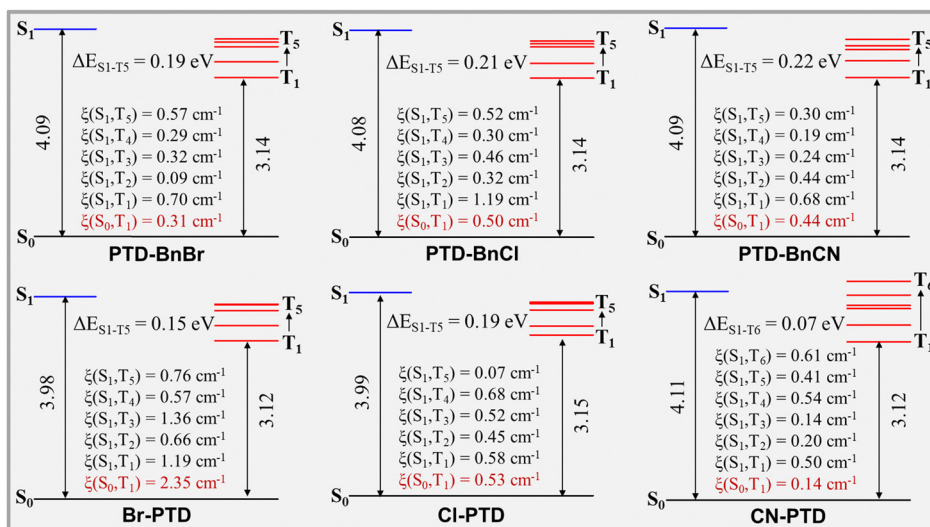 S₁
T₅
ΔE_S1-T5 = 0.19 eV
T₁
4.09
ξ(S₁,T₅) = 0.57 cm⁻¹
ξ(S₁,T₄) = 0.29 cm⁻¹
ξ(S₁,T₃) = 0.32 cm⁻¹
ξ(S₁,T₂) = 0.09 cm⁻¹
ξ(S₁,T₁) = 0.70 cm⁻¹
ξ(S₀,T₁) = 0.31 cm⁻¹
3.14
S₀
PTD-BnBr
S₁
T₅
ΔE_S1-T5 = 0.21 eV
T₁
4.08
ξ(S₁,T₅) = 0.52 cm⁻¹
ξ(S₁,T₄) = 0.30 cm⁻¹
ξ(S₁,T₃) = 0.46 cm⁻¹
ξ(S₁,T₂) = 0.32 cm⁻¹
ξ(S₁,T₁) = 1.19 cm⁻¹
ξ(S₀,T₁) = 0.50 cm⁻¹
3.14
S₀
PTD-BnCl
S₁
T₅
ΔE_S1-T5 = 0.22 eV
T₁
4.09
ξ(S₁,T₅) = 0.30 cm⁻¹
ξ(S₁,T₄) = 0.19 cm⁻¹
ξ(S₁,T₃) = 0.24 cm⁻¹
ξ(S₁,T₂) = 0.44 cm⁻¹
ξ(S₁,T₁) = 0.68 cm⁻¹
ξ(S₀,T₁) = 0.44 cm⁻¹
3.14
S₀
PTD-BnCN
S₁
T₅
ΔE_S1-T5 = 0.15 eV
T₁
3.98
ξ(S₁,T₅) = 0.76 cm⁻¹
ξ(S₁,T₄) = 0.57 cm⁻¹
ξ(S₁,T₃) = 1.36 cm⁻¹
ξ(S₁,T₂) = 0.66 cm⁻¹
ξ(S₁,T₁) = 1.19 cm⁻¹
ξ(S₀,T₁) = 2.35 cm⁻¹
3.12
S₀
Br-PTD
S₁
T₅
ΔE_S1-T5 = 0.19 eV
T₁
3.99
ξ(S₁,T₅) = 0.07 cm⁻¹
ξ(S₁,T₄) = 0.68 cm⁻¹
ξ(S₁,T₃) = 0.52 cm⁻¹
ξ(S₁,T₂) = 0.45 cm⁻¹
ξ(S₁,T₁) = 0.58 cm⁻¹
ξ(S₀,T₁) = 0.53 cm⁻¹
3.15
S₀
Cl-PTD
S₁
T₆
ΔE_S1-T6 = 0.07 eV
T₁
4.11
ξ(S₁,T₆) = 0.61 cm⁻¹
ξ(S₁,T₅) = 0.41 cm⁻¹
ξ(S₁,T₄) = 0.54 cm⁻¹
ξ(S₁,T₃) = 0.14 cm⁻¹
ξ(S₁,T₂) = 0.20 cm⁻¹
ξ(S₁,T₁) = 0.50 cm⁻¹
ξ(S₀,T₁) = 0.14 cm⁻¹
3.12
S₀
CN-PTD